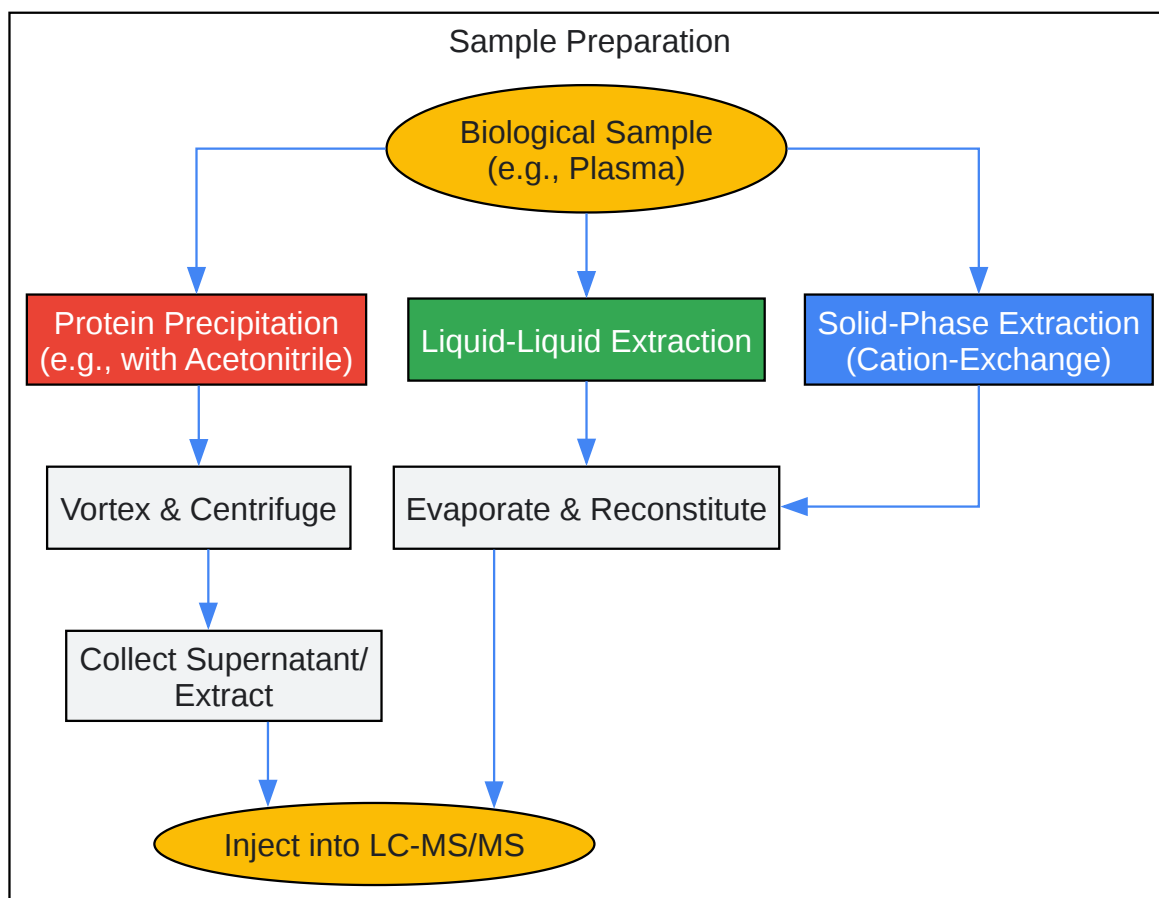 Sample Preparation
Biological Sample
(e.g., Plasma)
Protein Precipitation
(e.g., with Acetonitrile)
Liquid-Liquid Extraction
Solid-Phase Extraction
(Cation-Exchange)
Vortex & Centrifuge
Evaporate & Reconstitute
Collect Supernatant/
Extract
Inject into LC-MS/MS